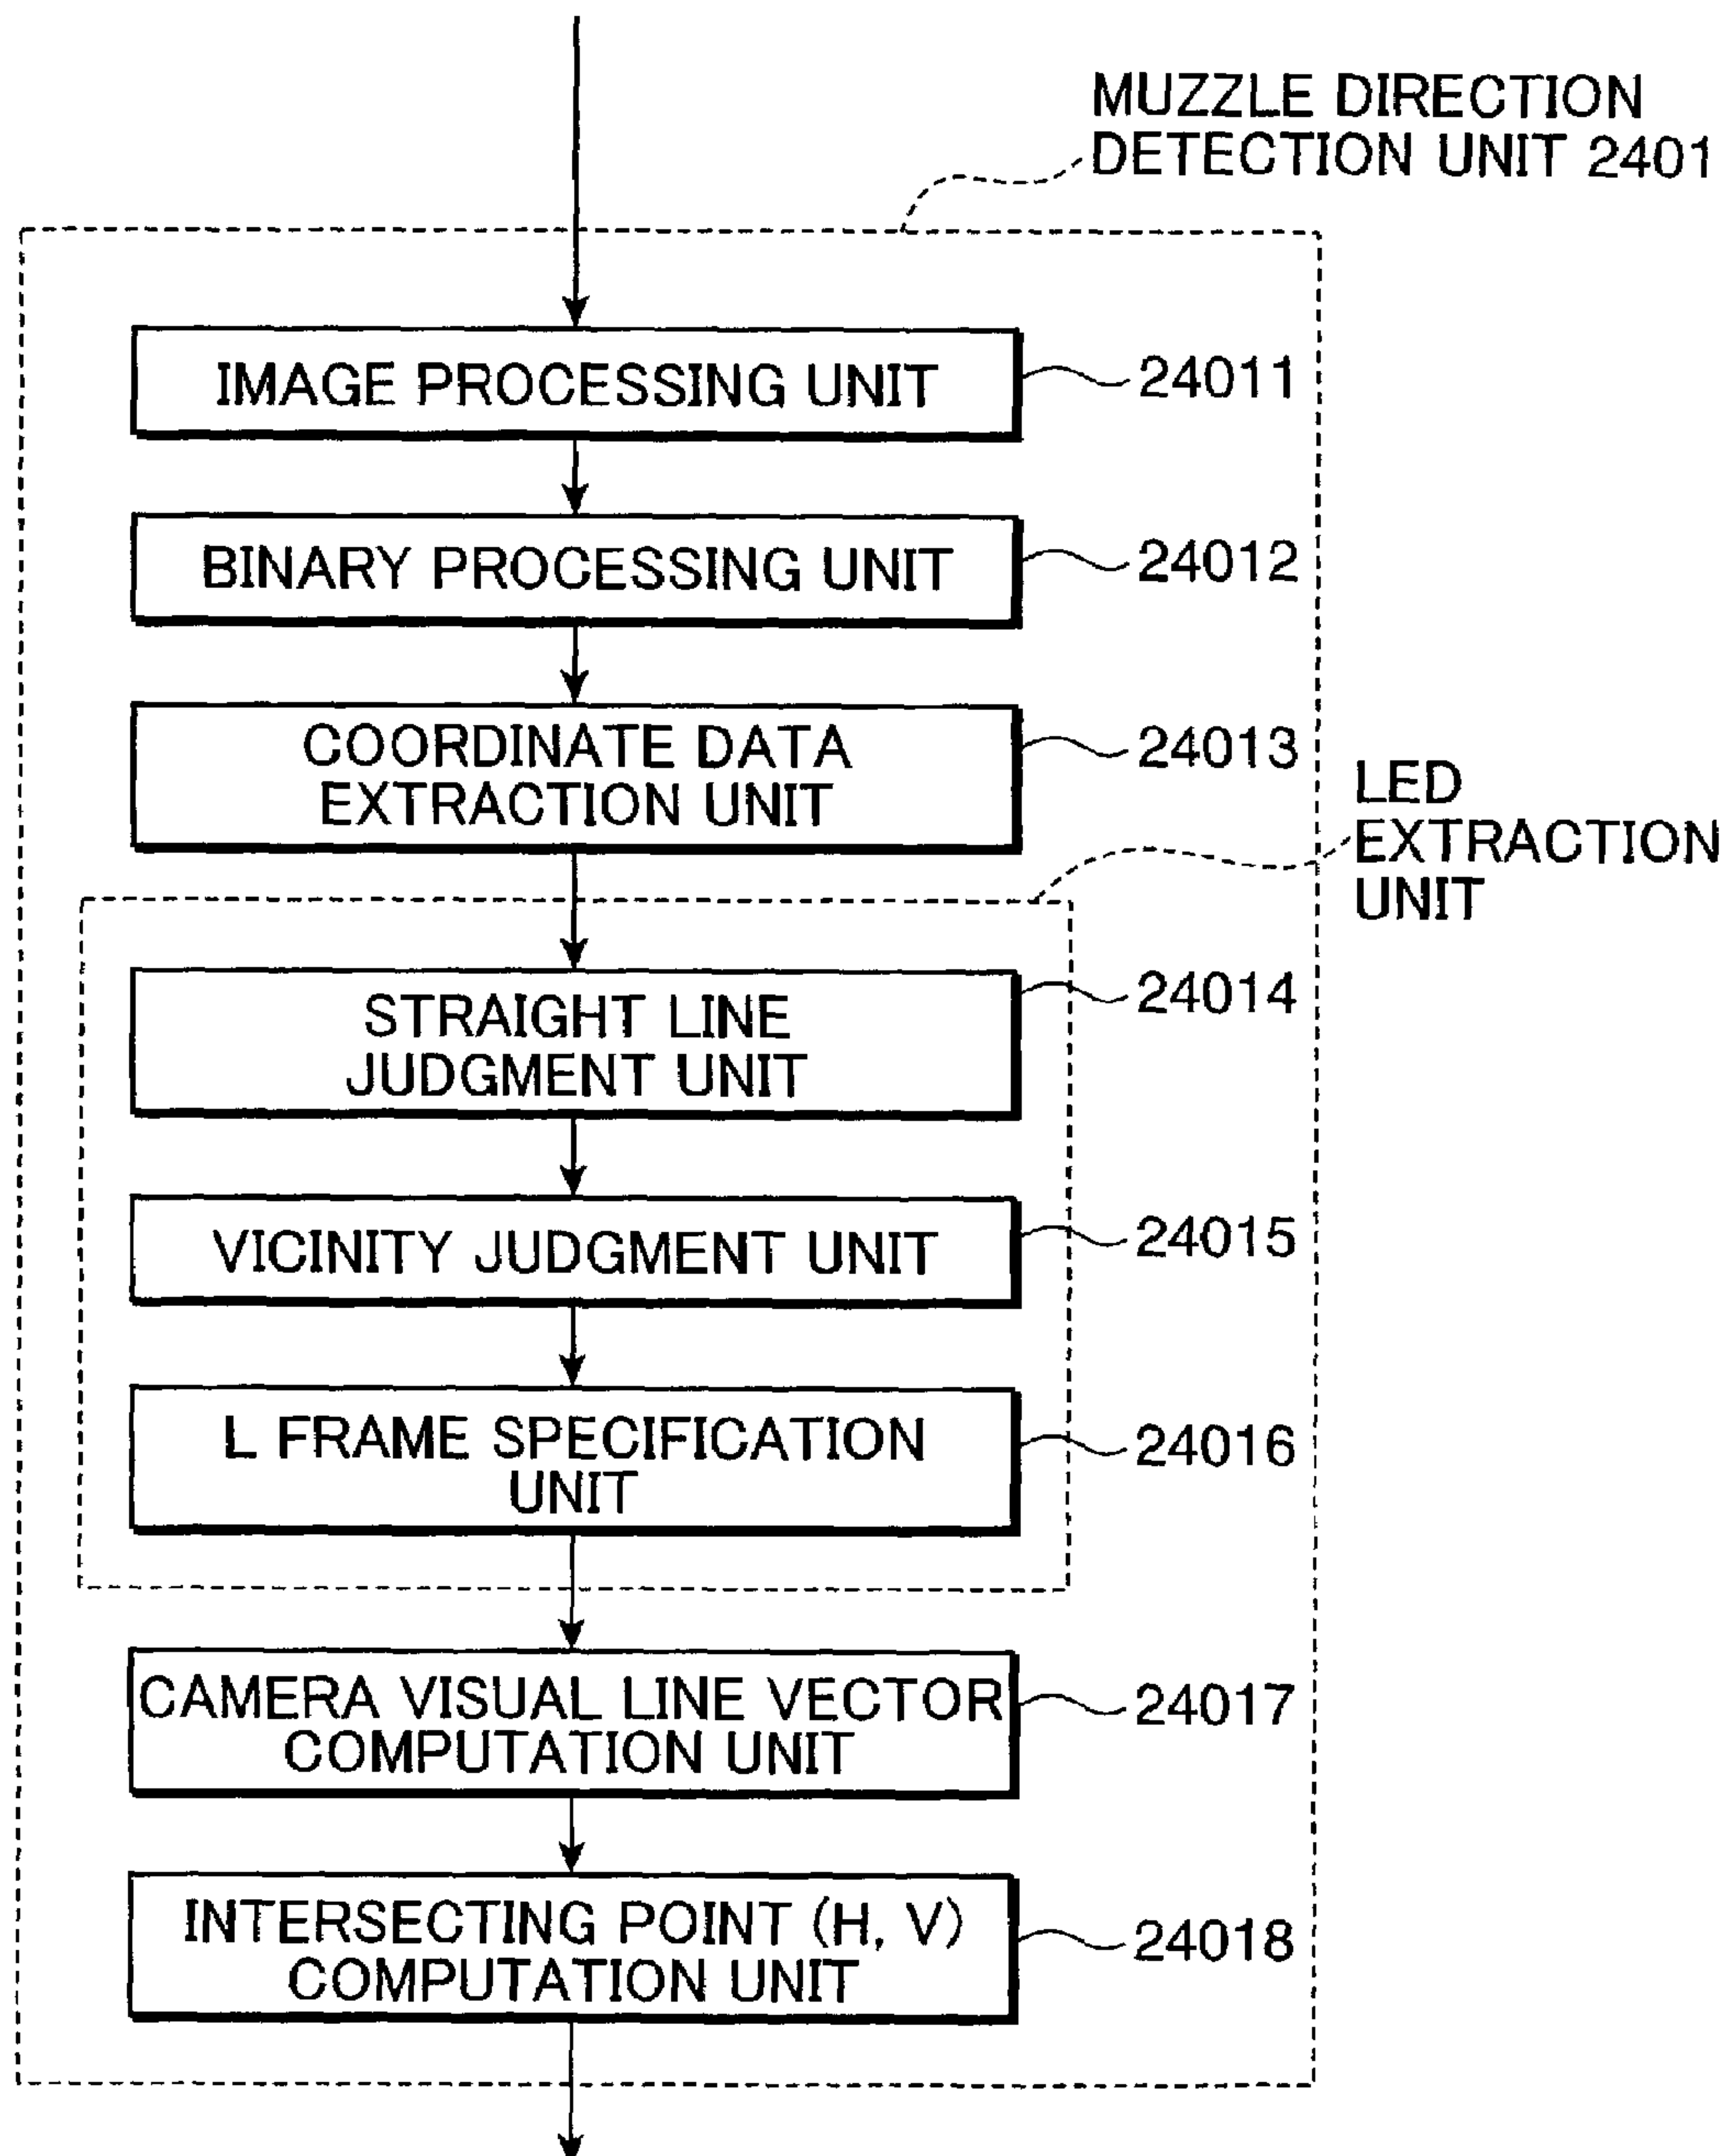 MUZZLE DIRECTION
DETECTION UNIT 2401
IMAGE PROCESSING UNIT
24011
BINARY PROCESSING UNIT
24012
COORDINATE DATA
EXTRACTION UNIT
24013
LED
EXTRACTION
UNIT
STRAIGHT LINE
JUDGMENT UNIT
24014
VICINITY JUDGMENT UNIT
24015
L FRAME SPECIFICATION
UNIT
24016
CAMERA VISUAL LINE VECTOR
COMPUTATION UNIT
24017
INTERSECTING POINT (H, V)
COMPUTATION UNIT
24018